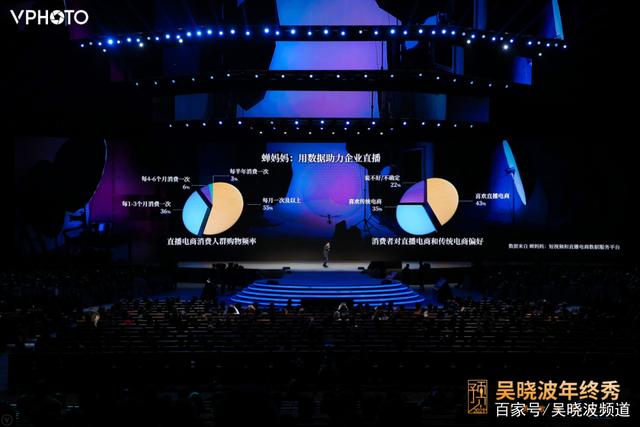 VPHOTO
蝉妈妈：用数据助力企业直播
每半年消费一次
3%
每4-6个月消费一次
6%
每1-3个月消费一次
36%
每月一次及以上
55%
直播电商消费人群购物频率
说不好/不确定
22%
喜欢传统电商
35%
喜欢直播电商
43%
消费者对直播电商和传统电商偏好
数据来自 蝉妈妈：短视频和直播电商数据服务平台
吴晓波年终秀
百家号/吴晓波频道